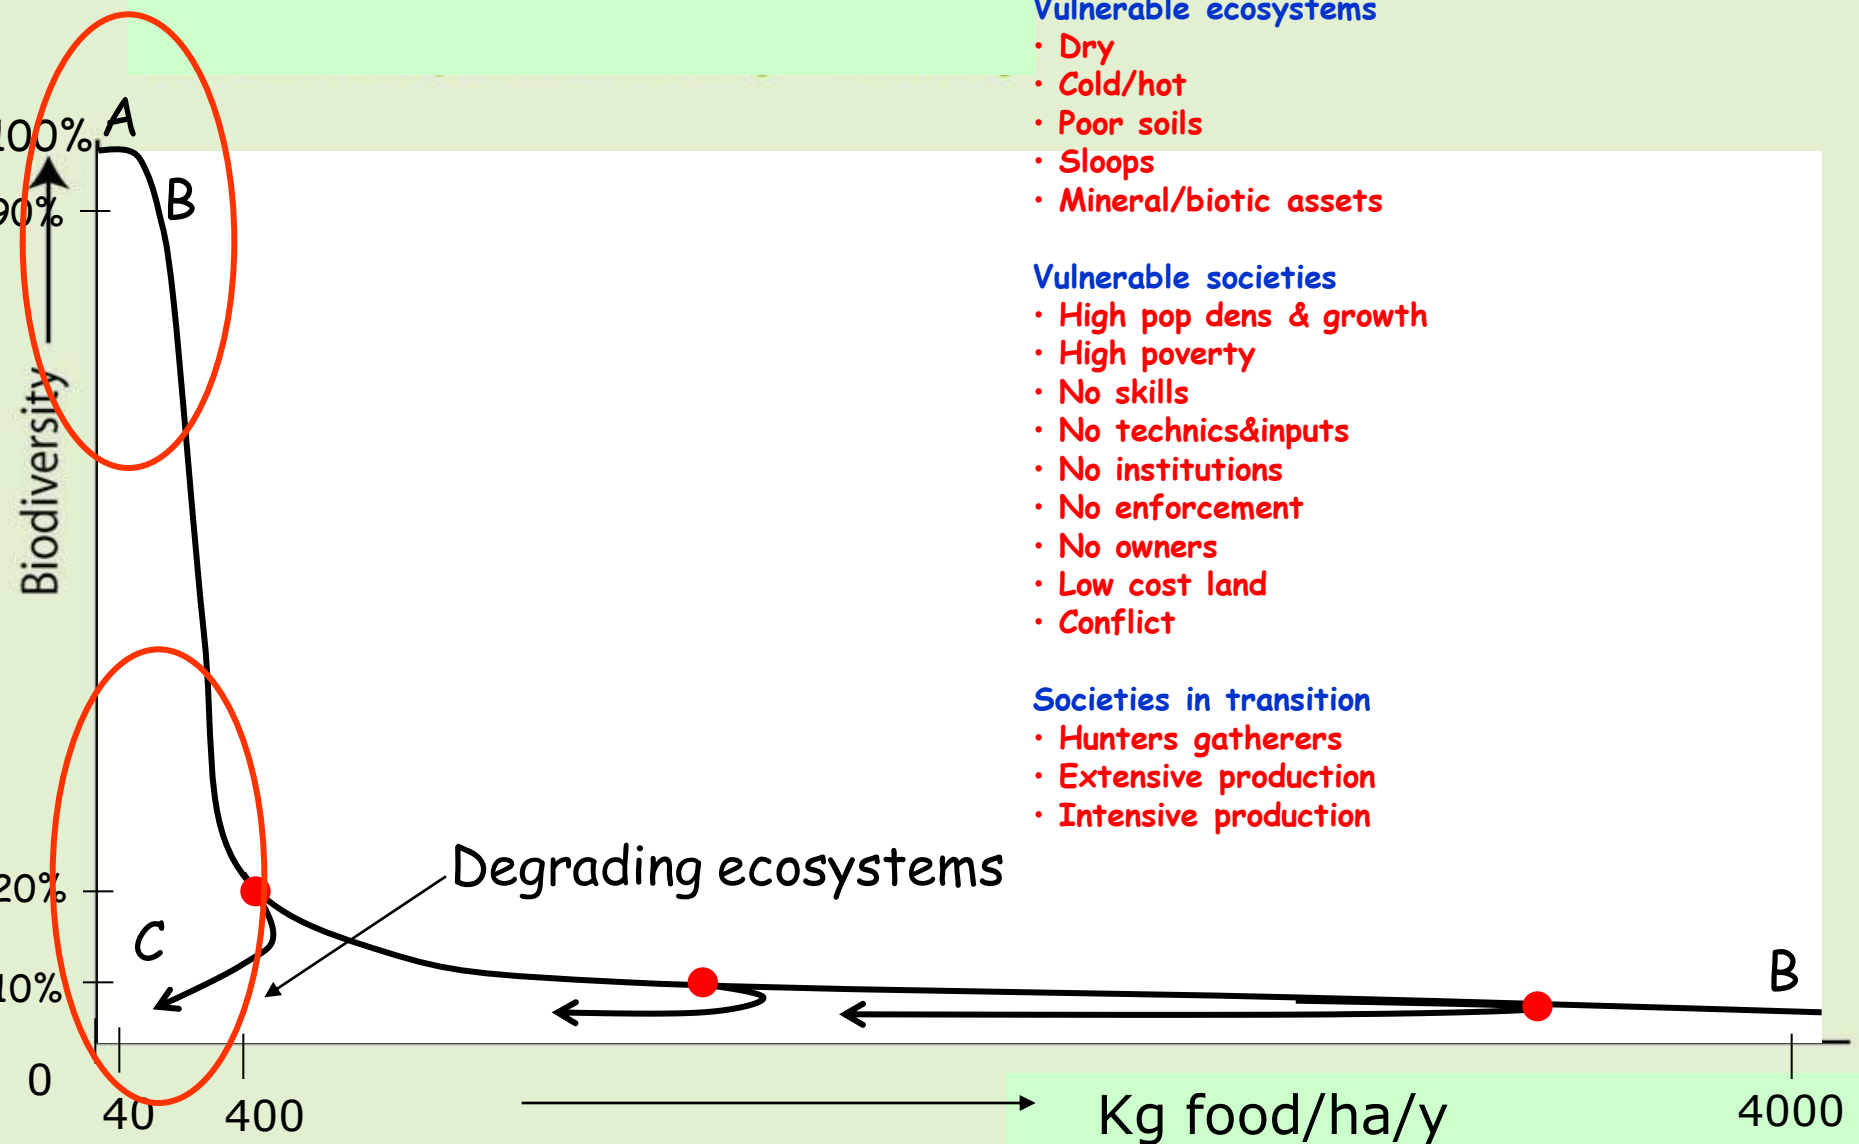 Vulnerable ecosystems
• Dry
• Cold/hot
• Poor soils
• Sloops
• Mineral/biotic assets
Vulnerable societies
• High pop dens & growth
• High poverty
• No skills
• No technics&inputs
• No institutions
• No enforcement
• No owners
• Low cost land
• Conflict
Societies in transition
• Hunters gatherers
• Extensive production
• Intensive production
A
100%
B
90%
Biodiversity
Degrading ecosystems
20%
C
B
10%
0
40
400
Kg food/ha/y
4000